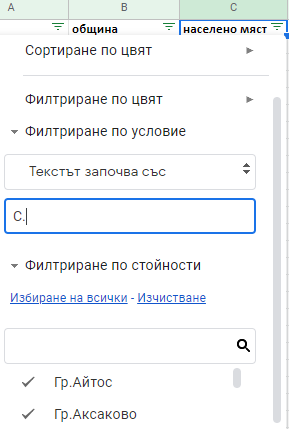 A B C
община населено мяст
Сортиране по цвят
Филтриране по цвят
Филтриране по условие
Текстът започва със
С.
Филтриране по стойности
Избиране на всички - Изчистване
Гр.Айтос
Гр.Аксаково